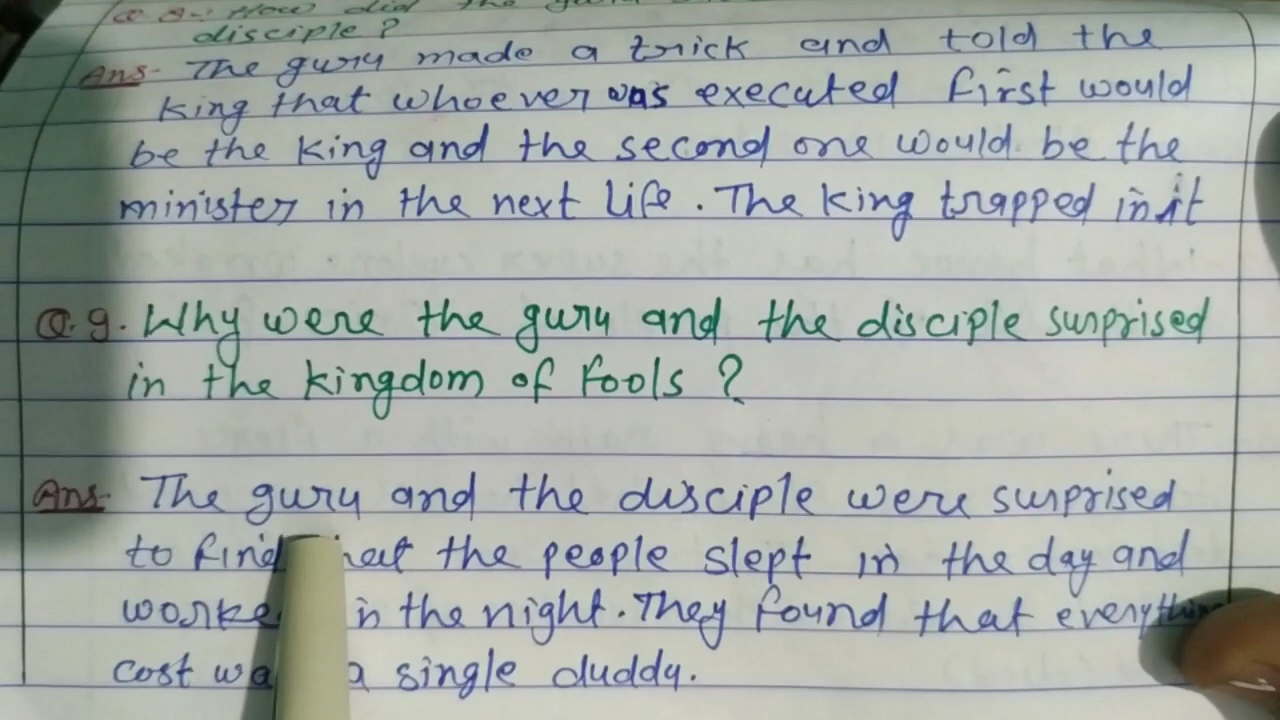 How did the guru
disciple?
Ans- The guru made a trick and told the
King that whoever was executed first would
be the king and the second one would be the
minister in the next life. The king trapped in it
Q.9. Why were the guru and the disciple surprised
in the kingdom of fools?
Ans- The guru and the disciple were surprised
to find the people slept in the day and
in the night. They found that everything
cost a single duddy.